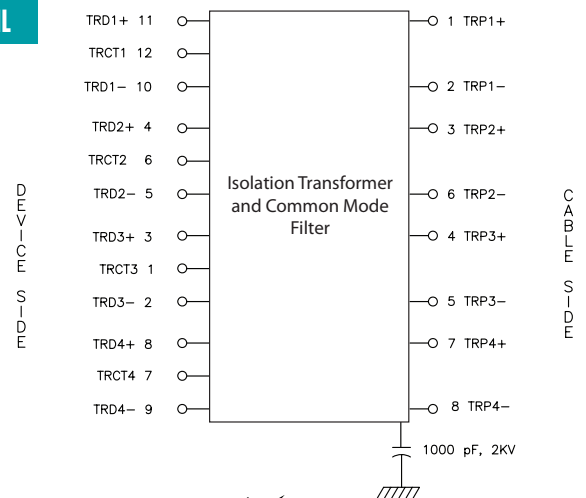 TRD1+ 11
TRCT1 12
TRD1− 10
TRD2+ 4
TRCT2 6
TRD2− 5
TRD3+ 3
TRCT3 1
TRD3− 2
TRD4+ 8
TRCT4 7
TRD4− 9
DEVICE SIDE
Isolation Transformer
and Common Mode
Filter
1 TRP1+
2 TRP1−
3 TRP2+
6 TRP2−
4 TRP3+
5 TRP3−
7 TRP4+
8 TRP4−
CABLE SIDE
1000 pF, 2KV